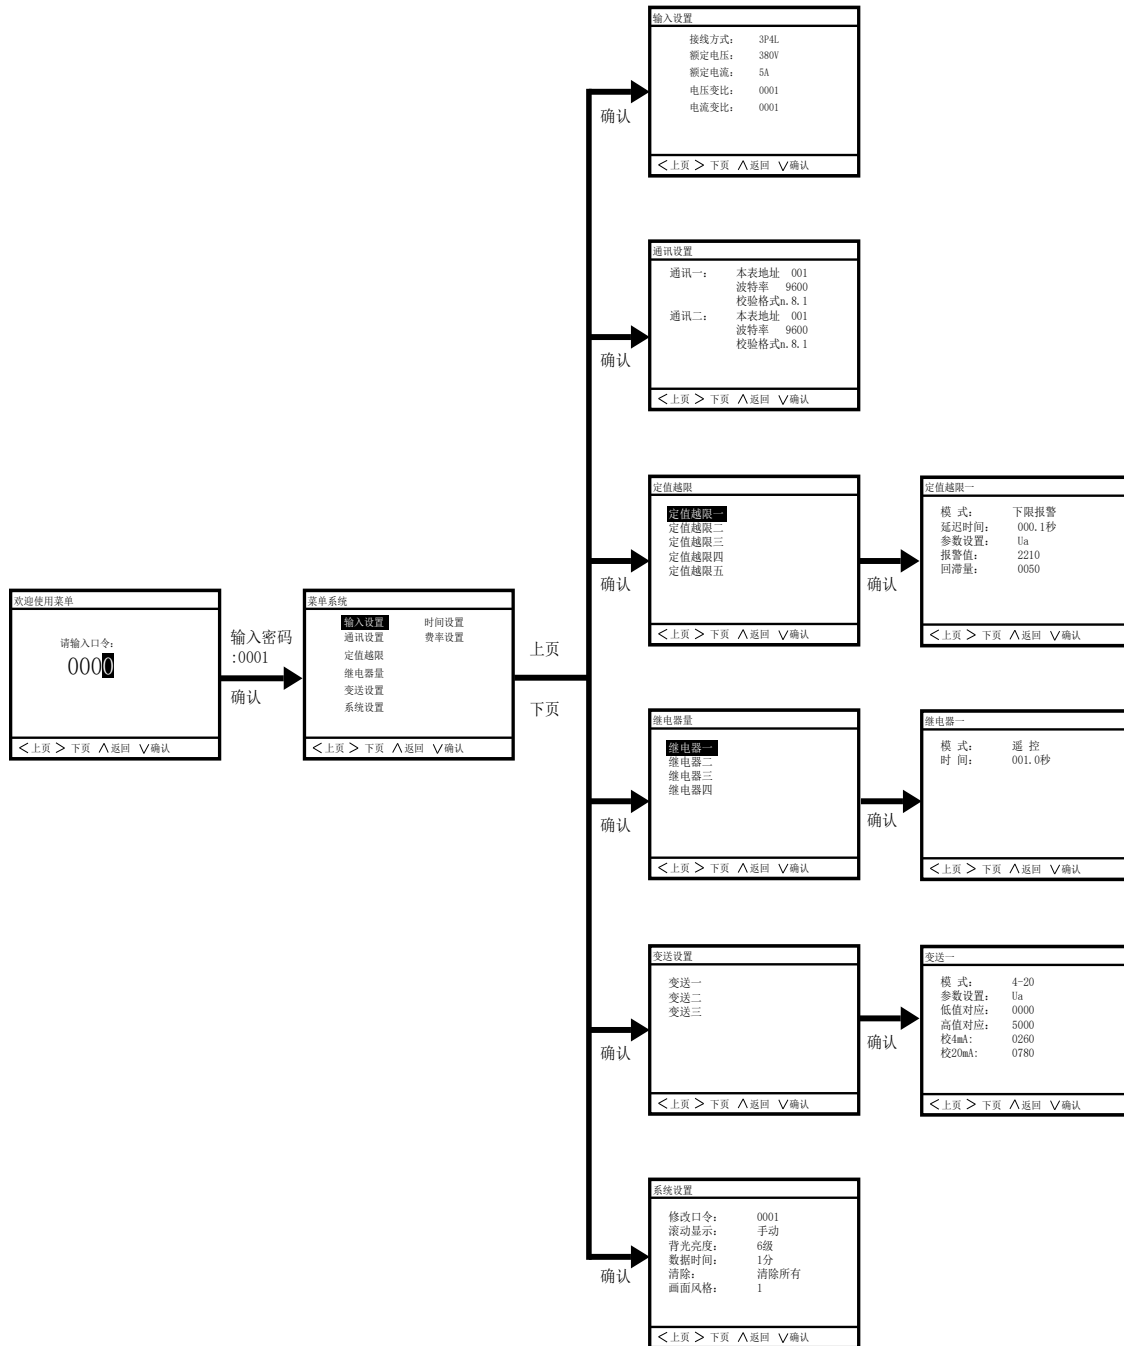 输入设置
接线方式: 3P4L
额定电压: 380V
额定电流: 5A
电压变比: 0001
电流变比: 0001
<上页 > 下页 ∧返回 ∨确认
确认
通讯设置
通讯一: 本表地址 001
波特率 9600
校验格式n.8.1
通讯二: 本表地址 001
波特率 9600
校验格式n.8.1
<上页 > 下页 ∧返回 ∨确认
确认
定值越限
定值越限一
定值越限二
定值越限三
定值越限四
定值越限五
<上页 > 下页 ∧返回 ∨确认
确认
定值越限一
模 式: 下限报警
延迟时间: 000.1秒
参数设置: Ua
报警值: 2210
回滞量: 0050
<上页 > 下页 ∧返回 ∨确认
确认
欢迎使用菜单
请输入口令:
0000
<上页 > 下页 ∧返回 ∨确认
输入密码
:0001
确认
菜单系统
输入设置 时间设置
通讯设置 费率设置
定值越限
继电器量
变送设置
系统设置
<上页 > 下页 ∧返回 ∨确认
上页
下页
继电器量
继电器一
继电器二
继电器三
继电器四
<上页 > 下页 ∧返回 ∨确认
确认
继电器一
模 式: 遥 控
时 间: 001.0秒
<上页 > 下页 ∧返回 ∨确认
确认
变送设置
变送一
变送二
变送三
<上页 > 下页 ∧返回 ∨确认
确认
变送一
模 式: 4-20
参数设置: Ua
低值对应: 0000
高值对应: 5000
校4mA: 0260
校20mA: 0780
<上页 > 下页 ∧返回 ∨确认
确认
系统设置
修改口令: 0001
滚动显示: 手动
背光亮度: 6级
数据时间: 1分
清除: 清除所有
画面风格: 1
<上页 > 下页 ∧返回 ∨确认
确认